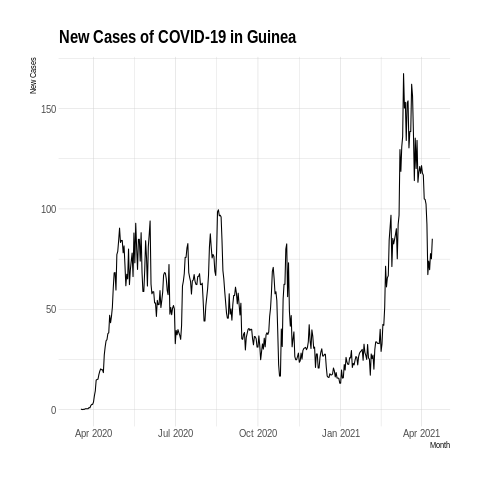 New Cases of COVID-19 in Guinea
New Cases
150
100
50
0
Apr 2020 Jul 2020 Oct 2020 Jan 2021 Apr 2021
Month